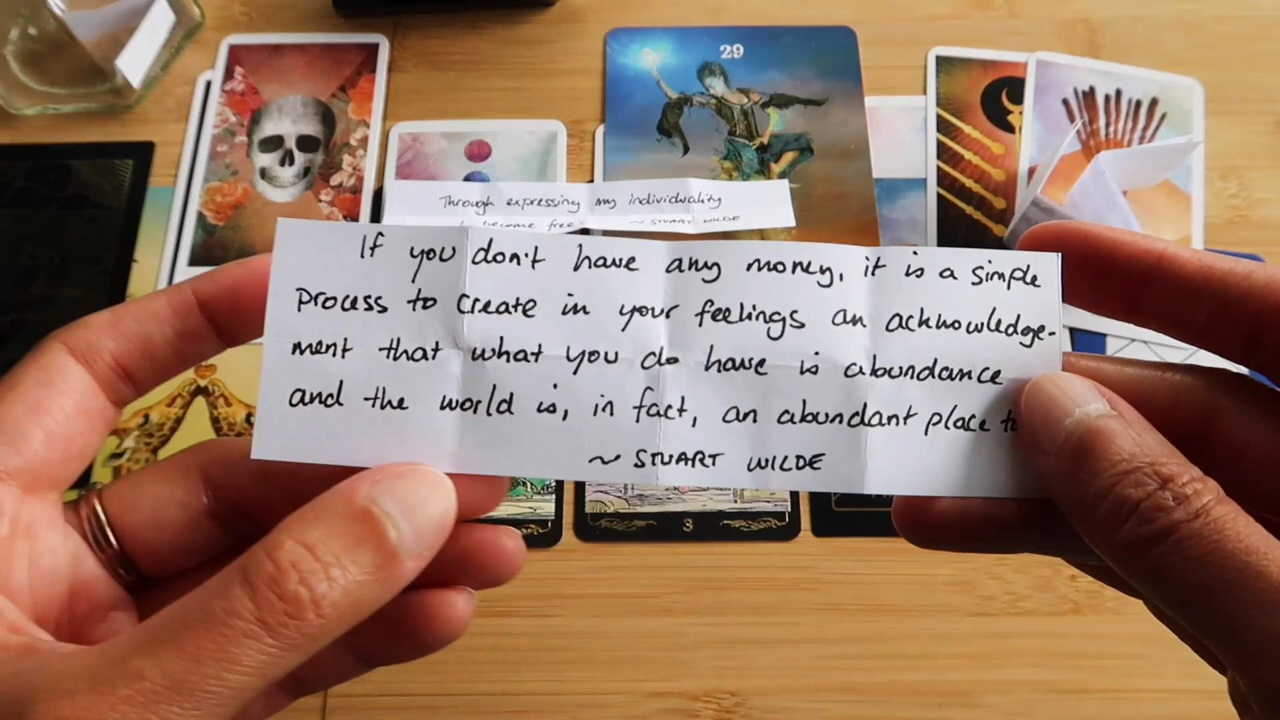 29
Through expressing my individuality
I become free. ~ STUART WILDE
If you don't have any money, it is a simple
process to create in your feelings an acknowledge-
ment that what you do have is abundance
and the world is, in fact, an abundant place
~ STUART WILDE
3